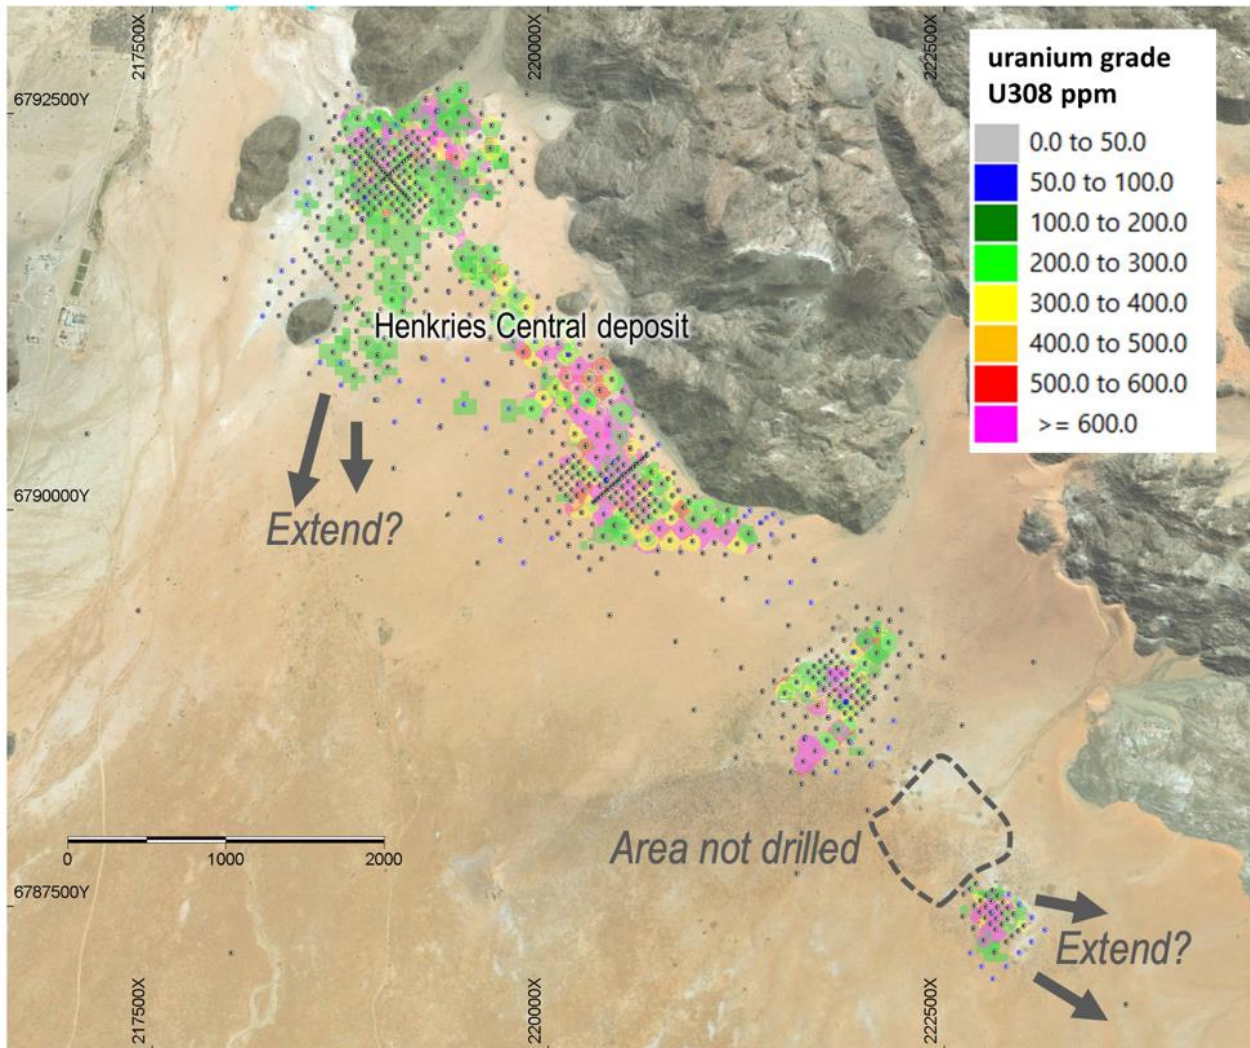 217500X
220000X
222500X
uranium grade
U308 ppm
0.0 to 50.0
50.0 to 100.0
100.0 to 200.0
200.0 to 300.0
300.0 to 400.0
400.0 to 500.0
500.0 to 600.0
>= 600.0
6792500Y
Henkries Central deposit
6790000Y
Extend?
Area not drilled
0 1000 2000
6787500Y
Extend?
217500X
220000X
222500X